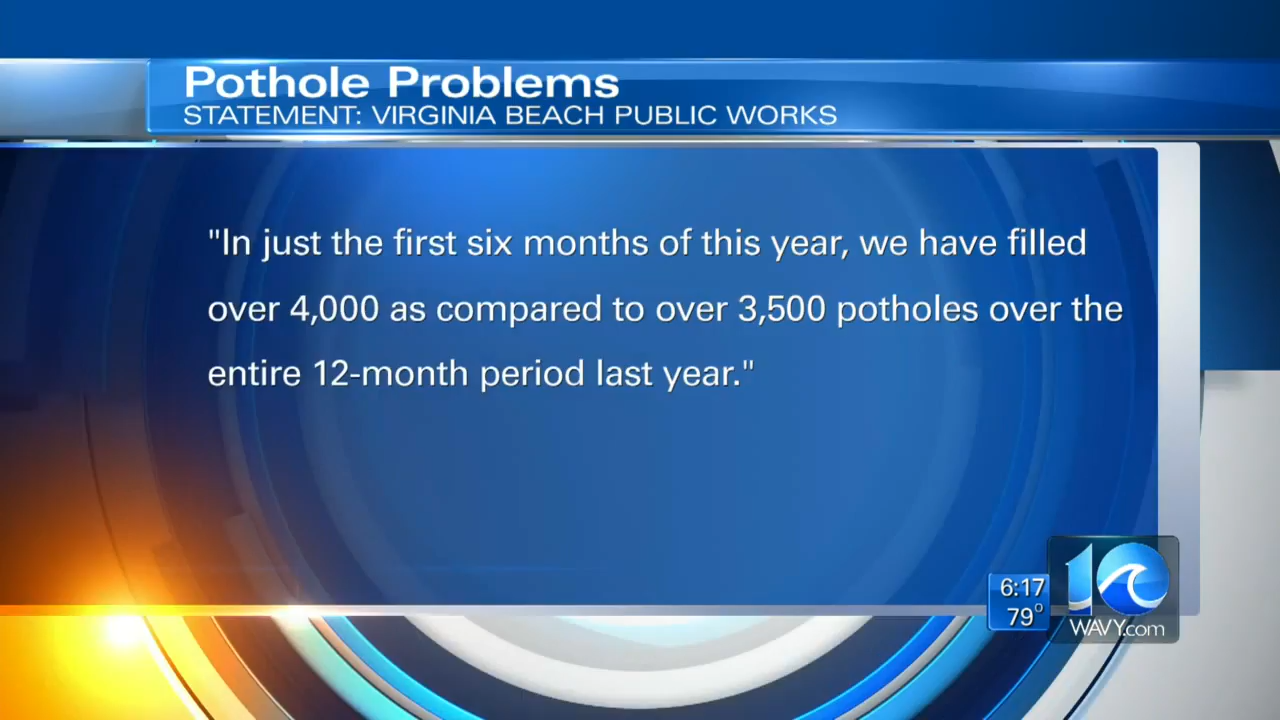 Pothole Problems
STATEMENT: VIRGINIA BEACH PUBLIC WORKS
"In just the first six months of this year, we have filled
over 4,000 as compared to over 3,500 potholes over the
entire 12-month period last year."
6:17
79°
10
WAVY.com